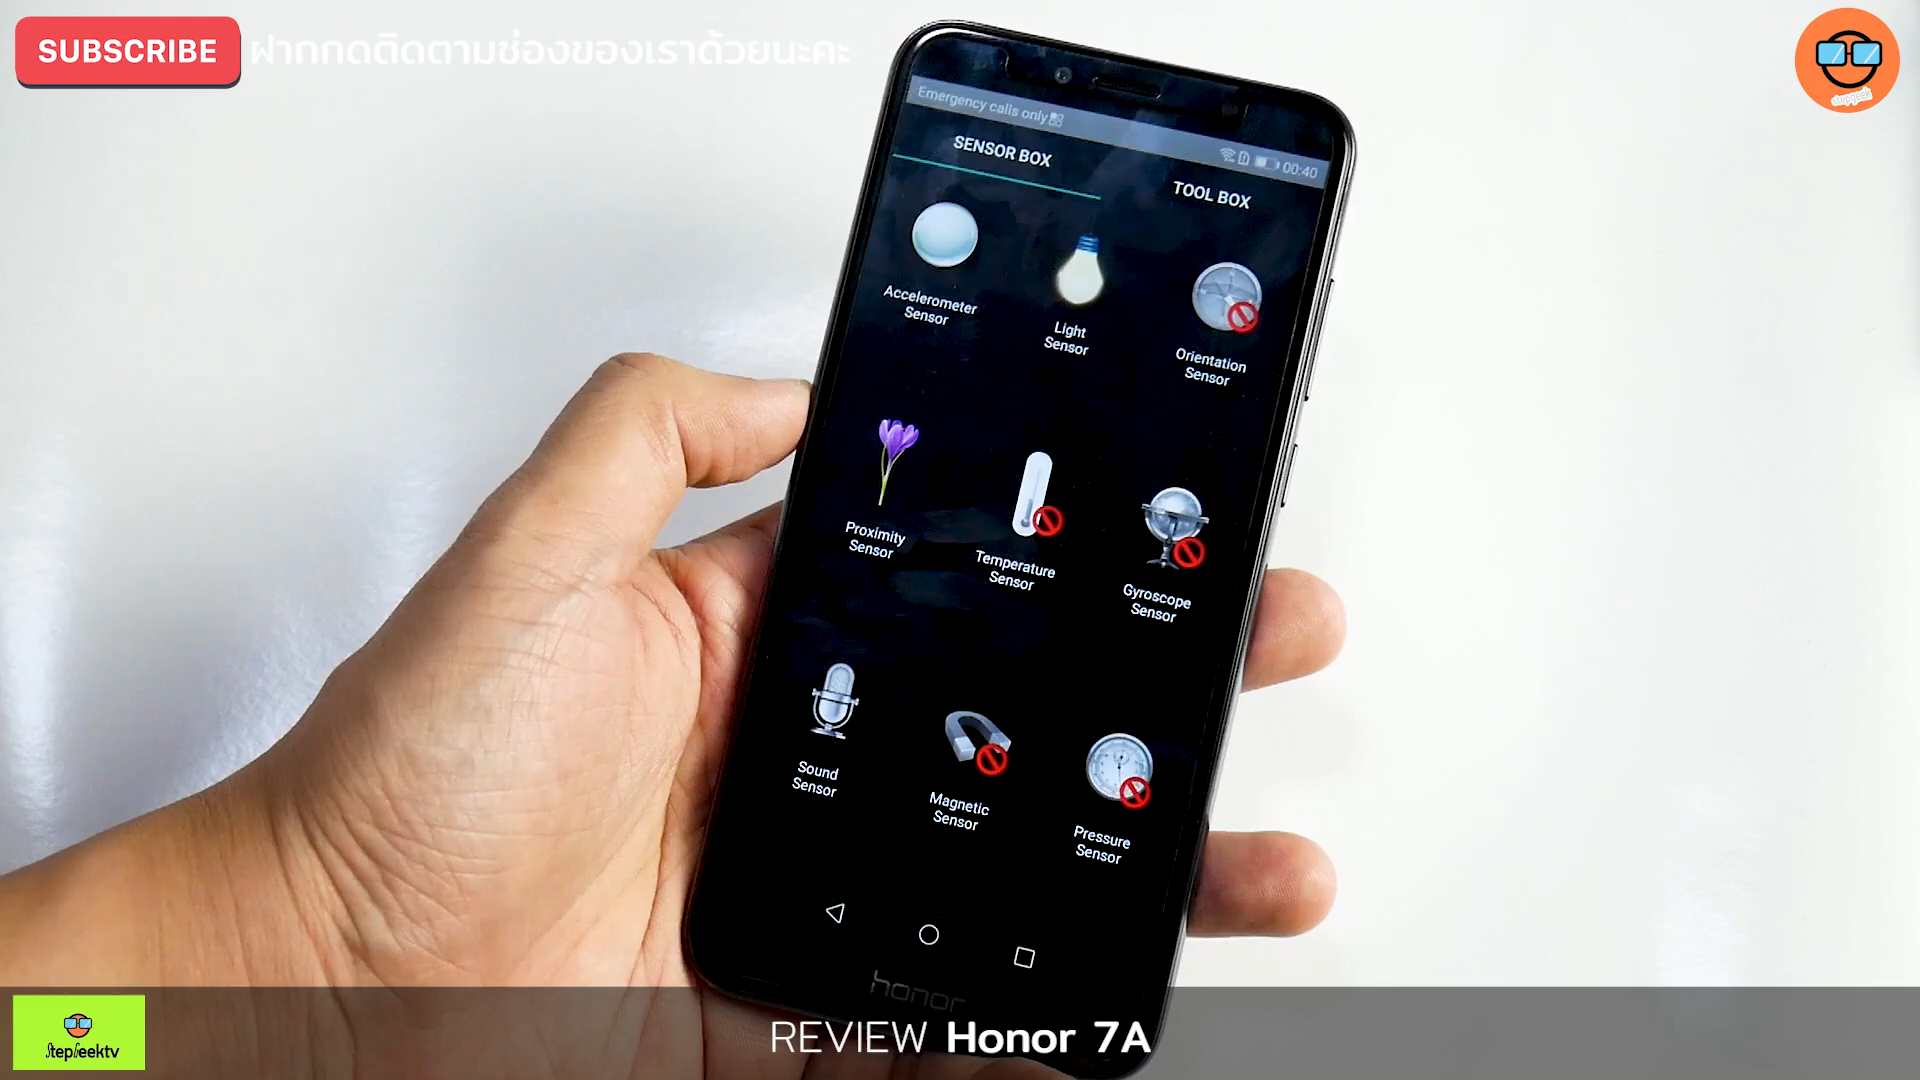 SUBSCRIBE ฝากกดติดตามช่องของเราด้วยนะคะ
stepgeek
Emergency calls only
00:40
SENSOR BOX
TOOL BOX
Accelerometer
Sensor
Light
Sensor
Orientation
Sensor
Proximity
Sensor
Temperature
Sensor
Gyroscope
Sensor
Sound
Sensor
Magnetic
Sensor
Pressure
Sensor
honor
StepGeektv
REVIEW Honor 7A